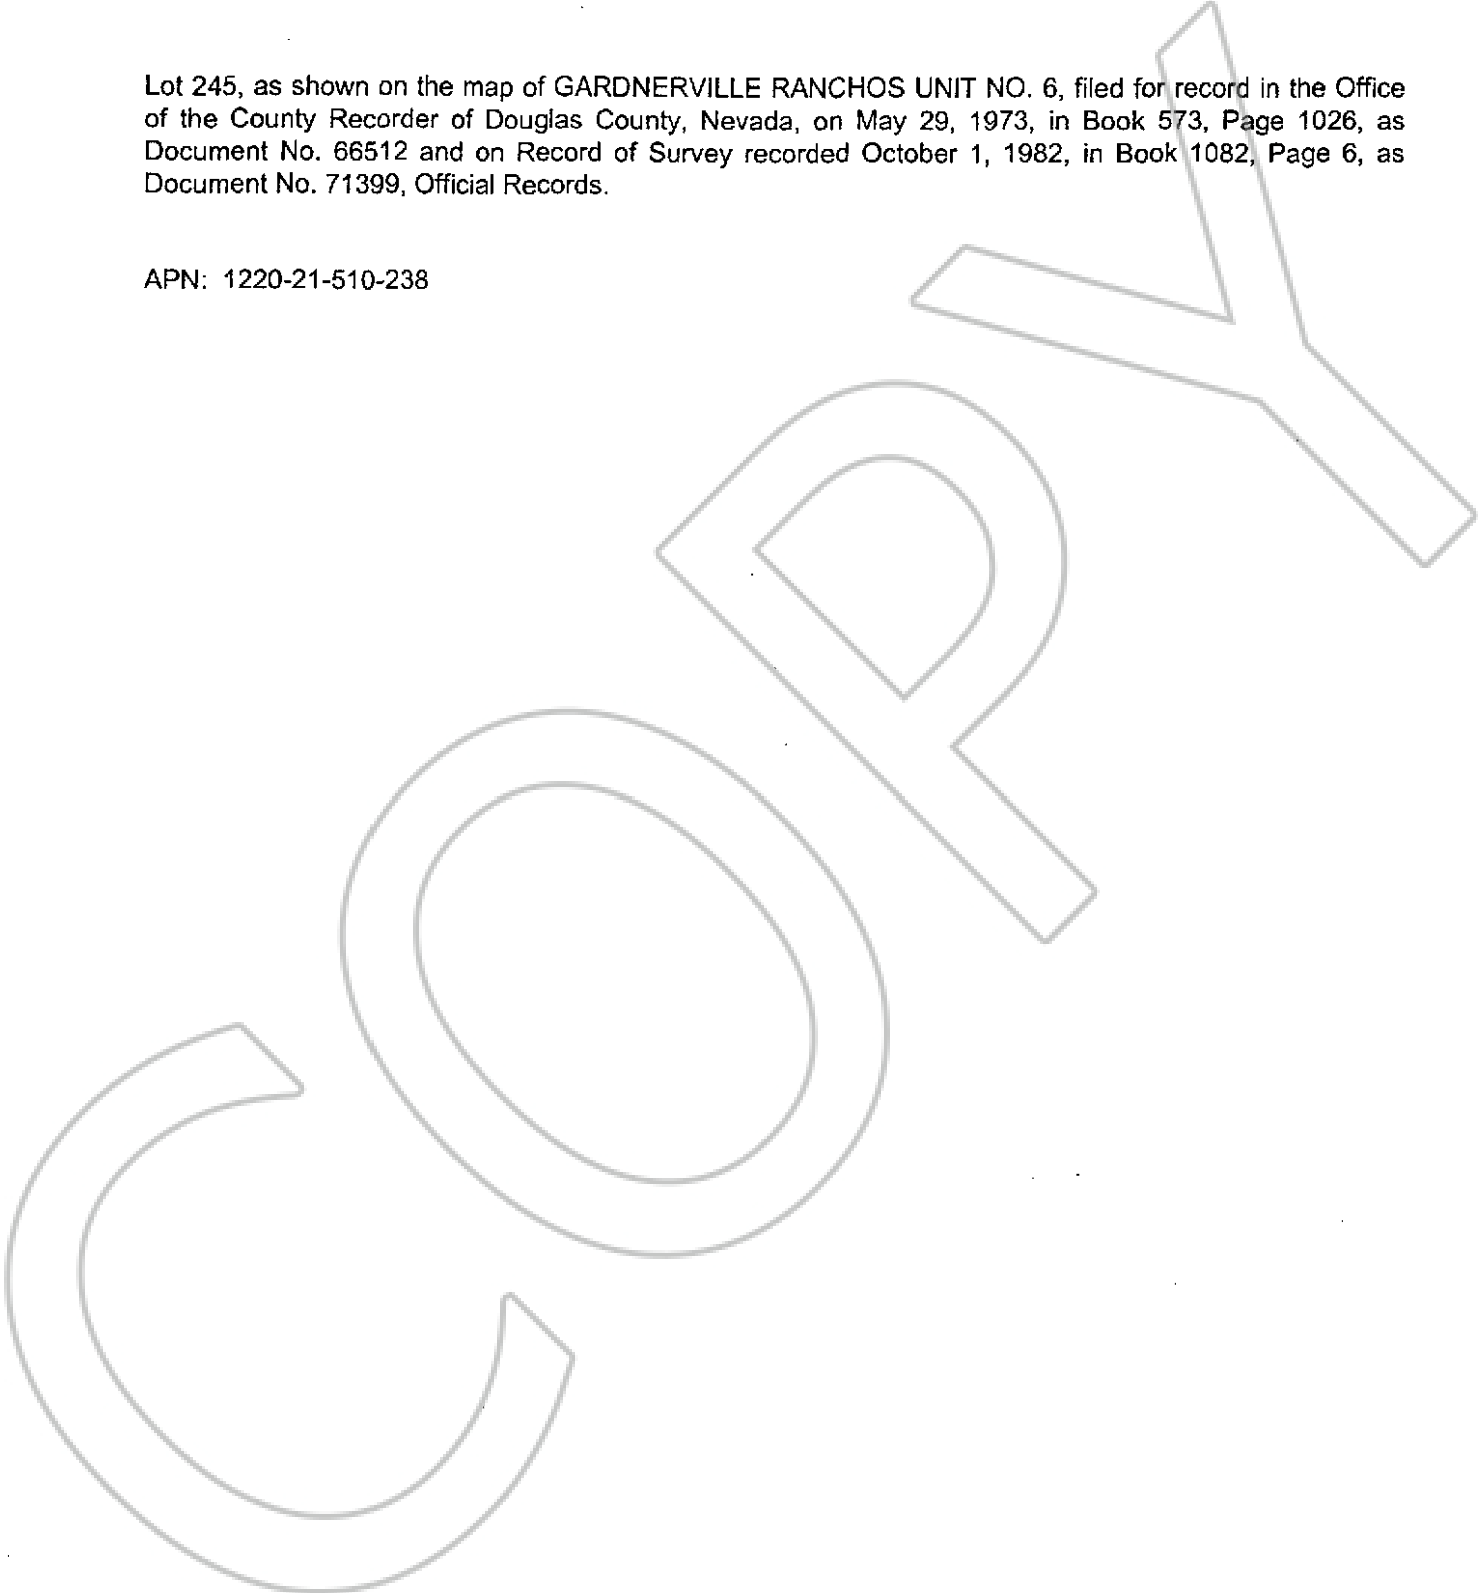 Lot 245, as shown on the map of GARDNERVILLE RANCHOS UNIT NO. 6, filed for record in the Office
of the County Recorder of Douglas County, Nevada, on May 29, 1973, in Book 573, Page 1026, as
Document No. 66512 and on Record of Survey recorded October 1, 1982, in Book 1082, Page 6, as
Document No. 71399, Official Records.
APN: 1220-21-510-238
COPY